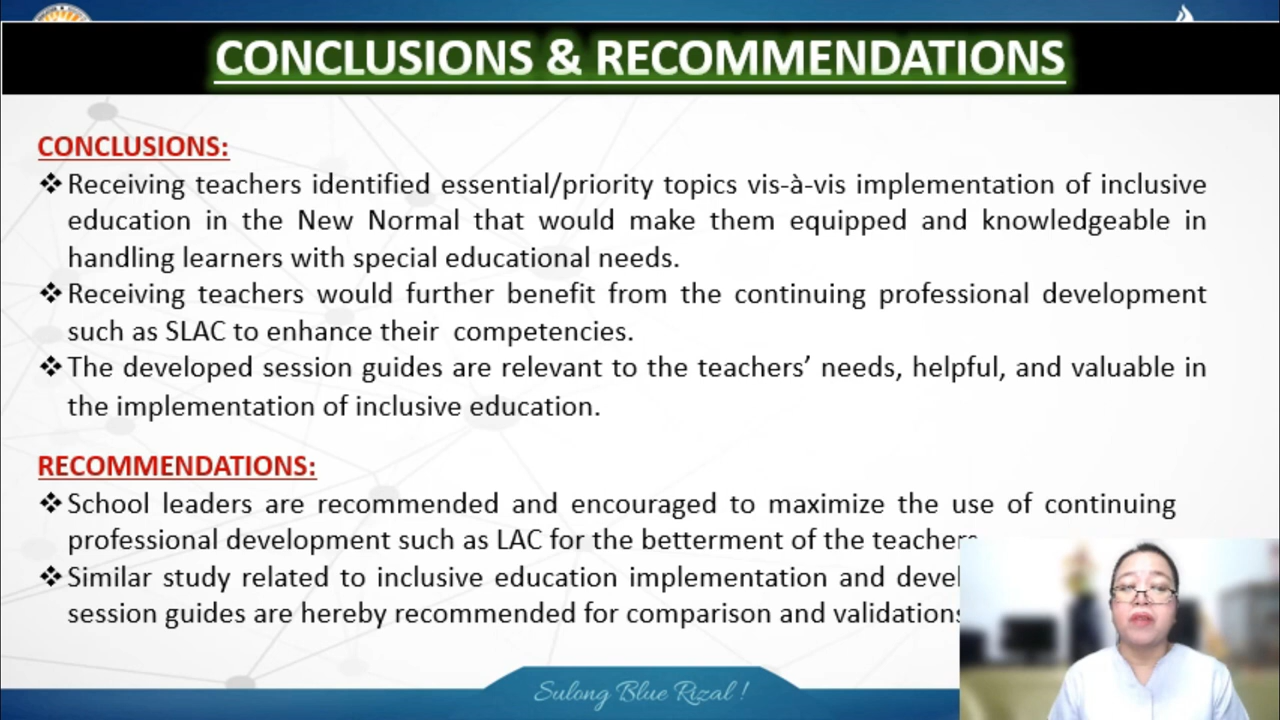 CONCLUSIONS & RECOMMENDATIONS
CONCLUSIONS:
❖Receiving teachers identified essential/priority topics vis-à-vis implementation of inclusive
education in the New Normal that would make them equipped and knowledgeable in
handling learners with special educational needs.
❖Receiving teachers would further benefit from the continuing professional development
such as SLAC to enhance their competencies.
❖The developed session guides are relevant to the teachers’ needs, helpful, and valuable in
the implementation of inclusive education.
RECOMMENDATIONS:
❖School leaders are recommended and encouraged to maximize the use of continuing
professional development such as LAC for the betterment of the teachers
❖Similar study related to inclusive education implementation and
session guides are hereby recommended for comparison and validations
Sulong Blue Rizal !